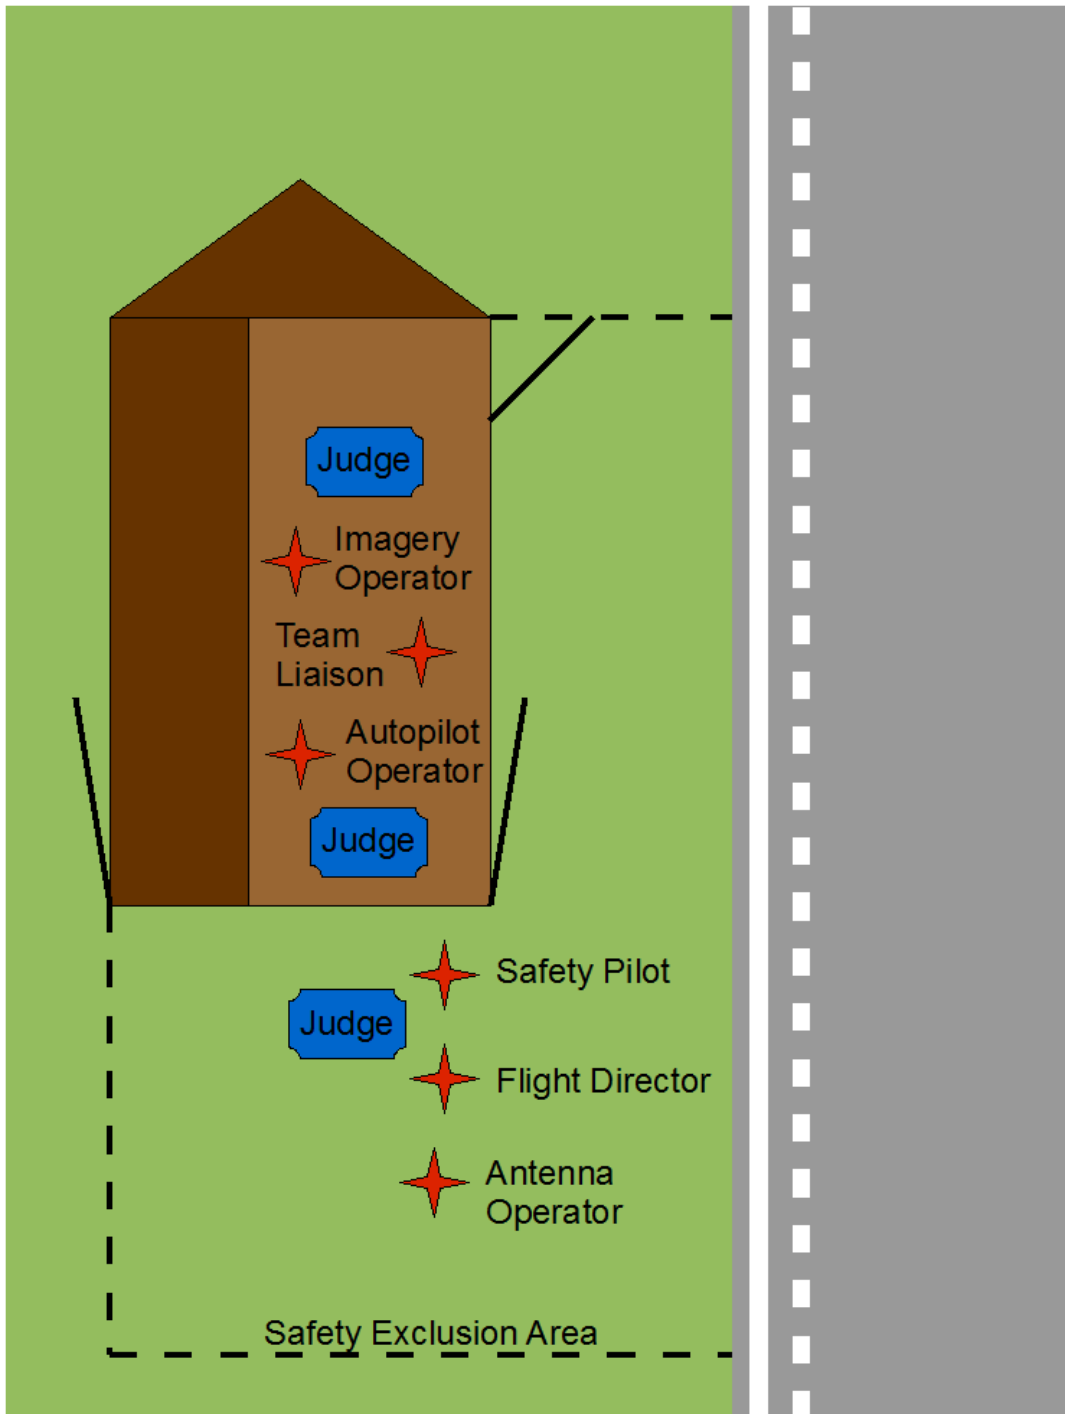 Judge
Imagery
Operator
Team
Liaison
Autopilot
Operator
Judge
Safety Pilot
Judge
Flight Director
Antenna
Operator
Safety Exclusion Area